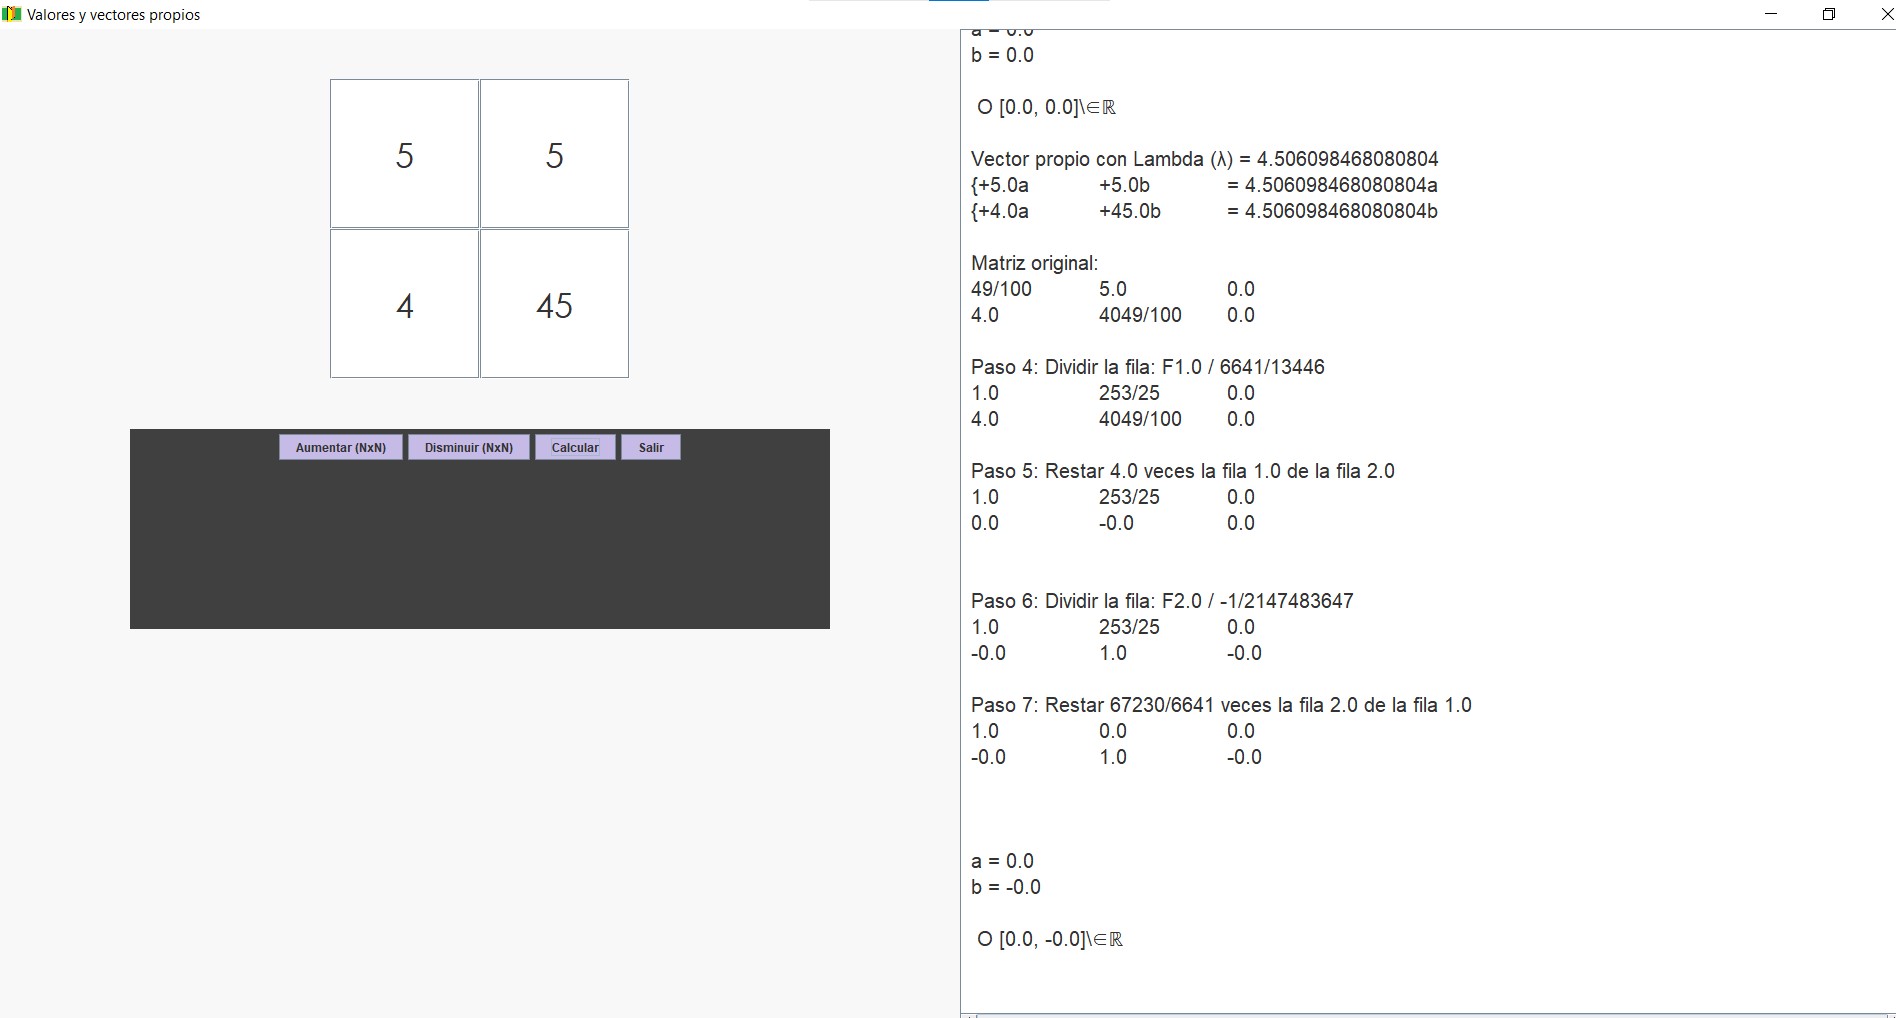 Valores y vectores propios
5 5
4 45
Aumentar (NxN) Disminuir (NxN) Calcular Salir
a = 0.0
b = 0.0
O [0.0, 0.0]\∈ℝ
Vector propio con Lambda (λ) = 4.506098468080804
{+5.0a +5.0b = 4.506098468080804a
{+4.0a +45.0b = 4.506098468080804b
Matriz original:
49/100 5.0 0.0
4.0 4049/100 0.0
Paso 4: Dividir la fila: F1.0 / 6641/13446
1.0 253/25 0.0
4.0 4049/100 0.0
Paso 5: Restar 4.0 veces la fila 1.0 de la fila 2.0
1.0 253/25 0.0
0.0 -0.0 0.0
Paso 6: Dividir la fila: F2.0 / -1/2147483647
1.0 253/25 0.0
-0.0 1.0 -0.0
Paso 7: Restar 67230/6641 veces la fila 2.0 de la fila 1.0
1.0 0.0 0.0
-0.0 1.0 -0.0
a = 0.0
b = -0.0
O [0.0, -0.0]\∈ℝ